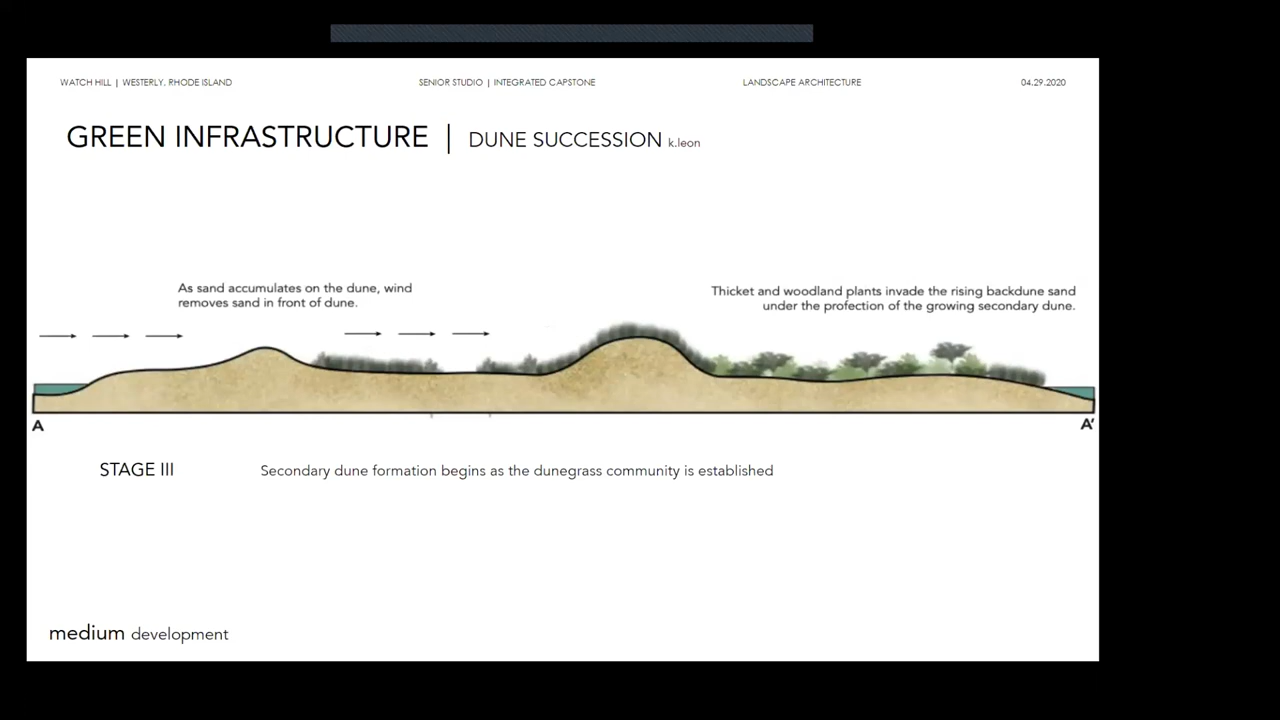 WATCH HILL | WESTERLY, RHODE ISLAND
SENIOR STUDIO | INTEGRATED CAPSTONE
LANDSCAPE ARCHITECTURE
04.29.2020
GREEN INFRASTRUCTURE | DUNE SUCCESSION k.leon
As sand accumulates on the dune, wind
removes sand in front of dune.
Thicket and woodland plants invade the rising backdune sand
under the profection of the growing secondary dune.
A
A'
STAGE III
Secondary dune formation begins as the dunegrass community is established
medium development